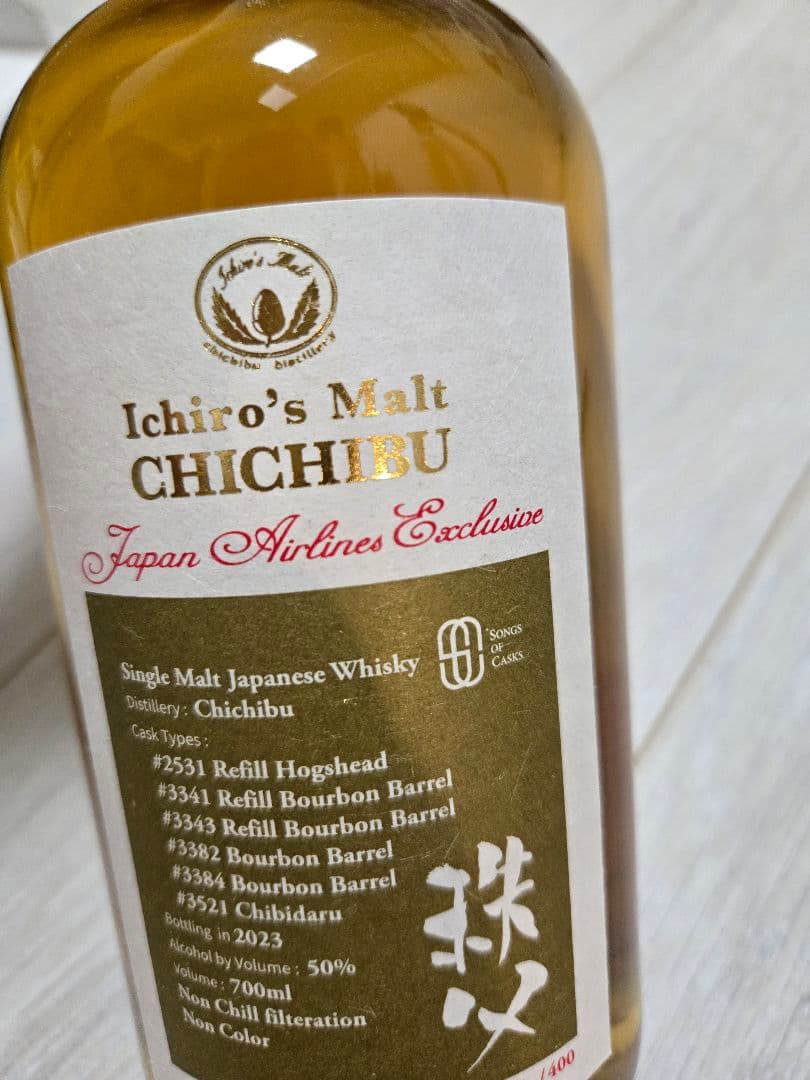 Ichiro's Malt
chichibu distillery
Ichiro's Malt
CHICHIBU
Japan Airlines Exclusive
SONGS
OF
CASKS
Single Malt Japanese Whisky
Distillery : Chichibu
Cask Types :
#2531 Refill Hogshead
#3341 Refill Bourbon Barrel
#3343 Refill Bourbon Barrel
#3382 Bourbon Barrel
#3384 Bourbon Barrel
#3521 Chibidaru
Bottling in 2023
Alcohol by Volume : 50%
Volume : 700ml
Non Chill filteration
Non Color
秩父
/400